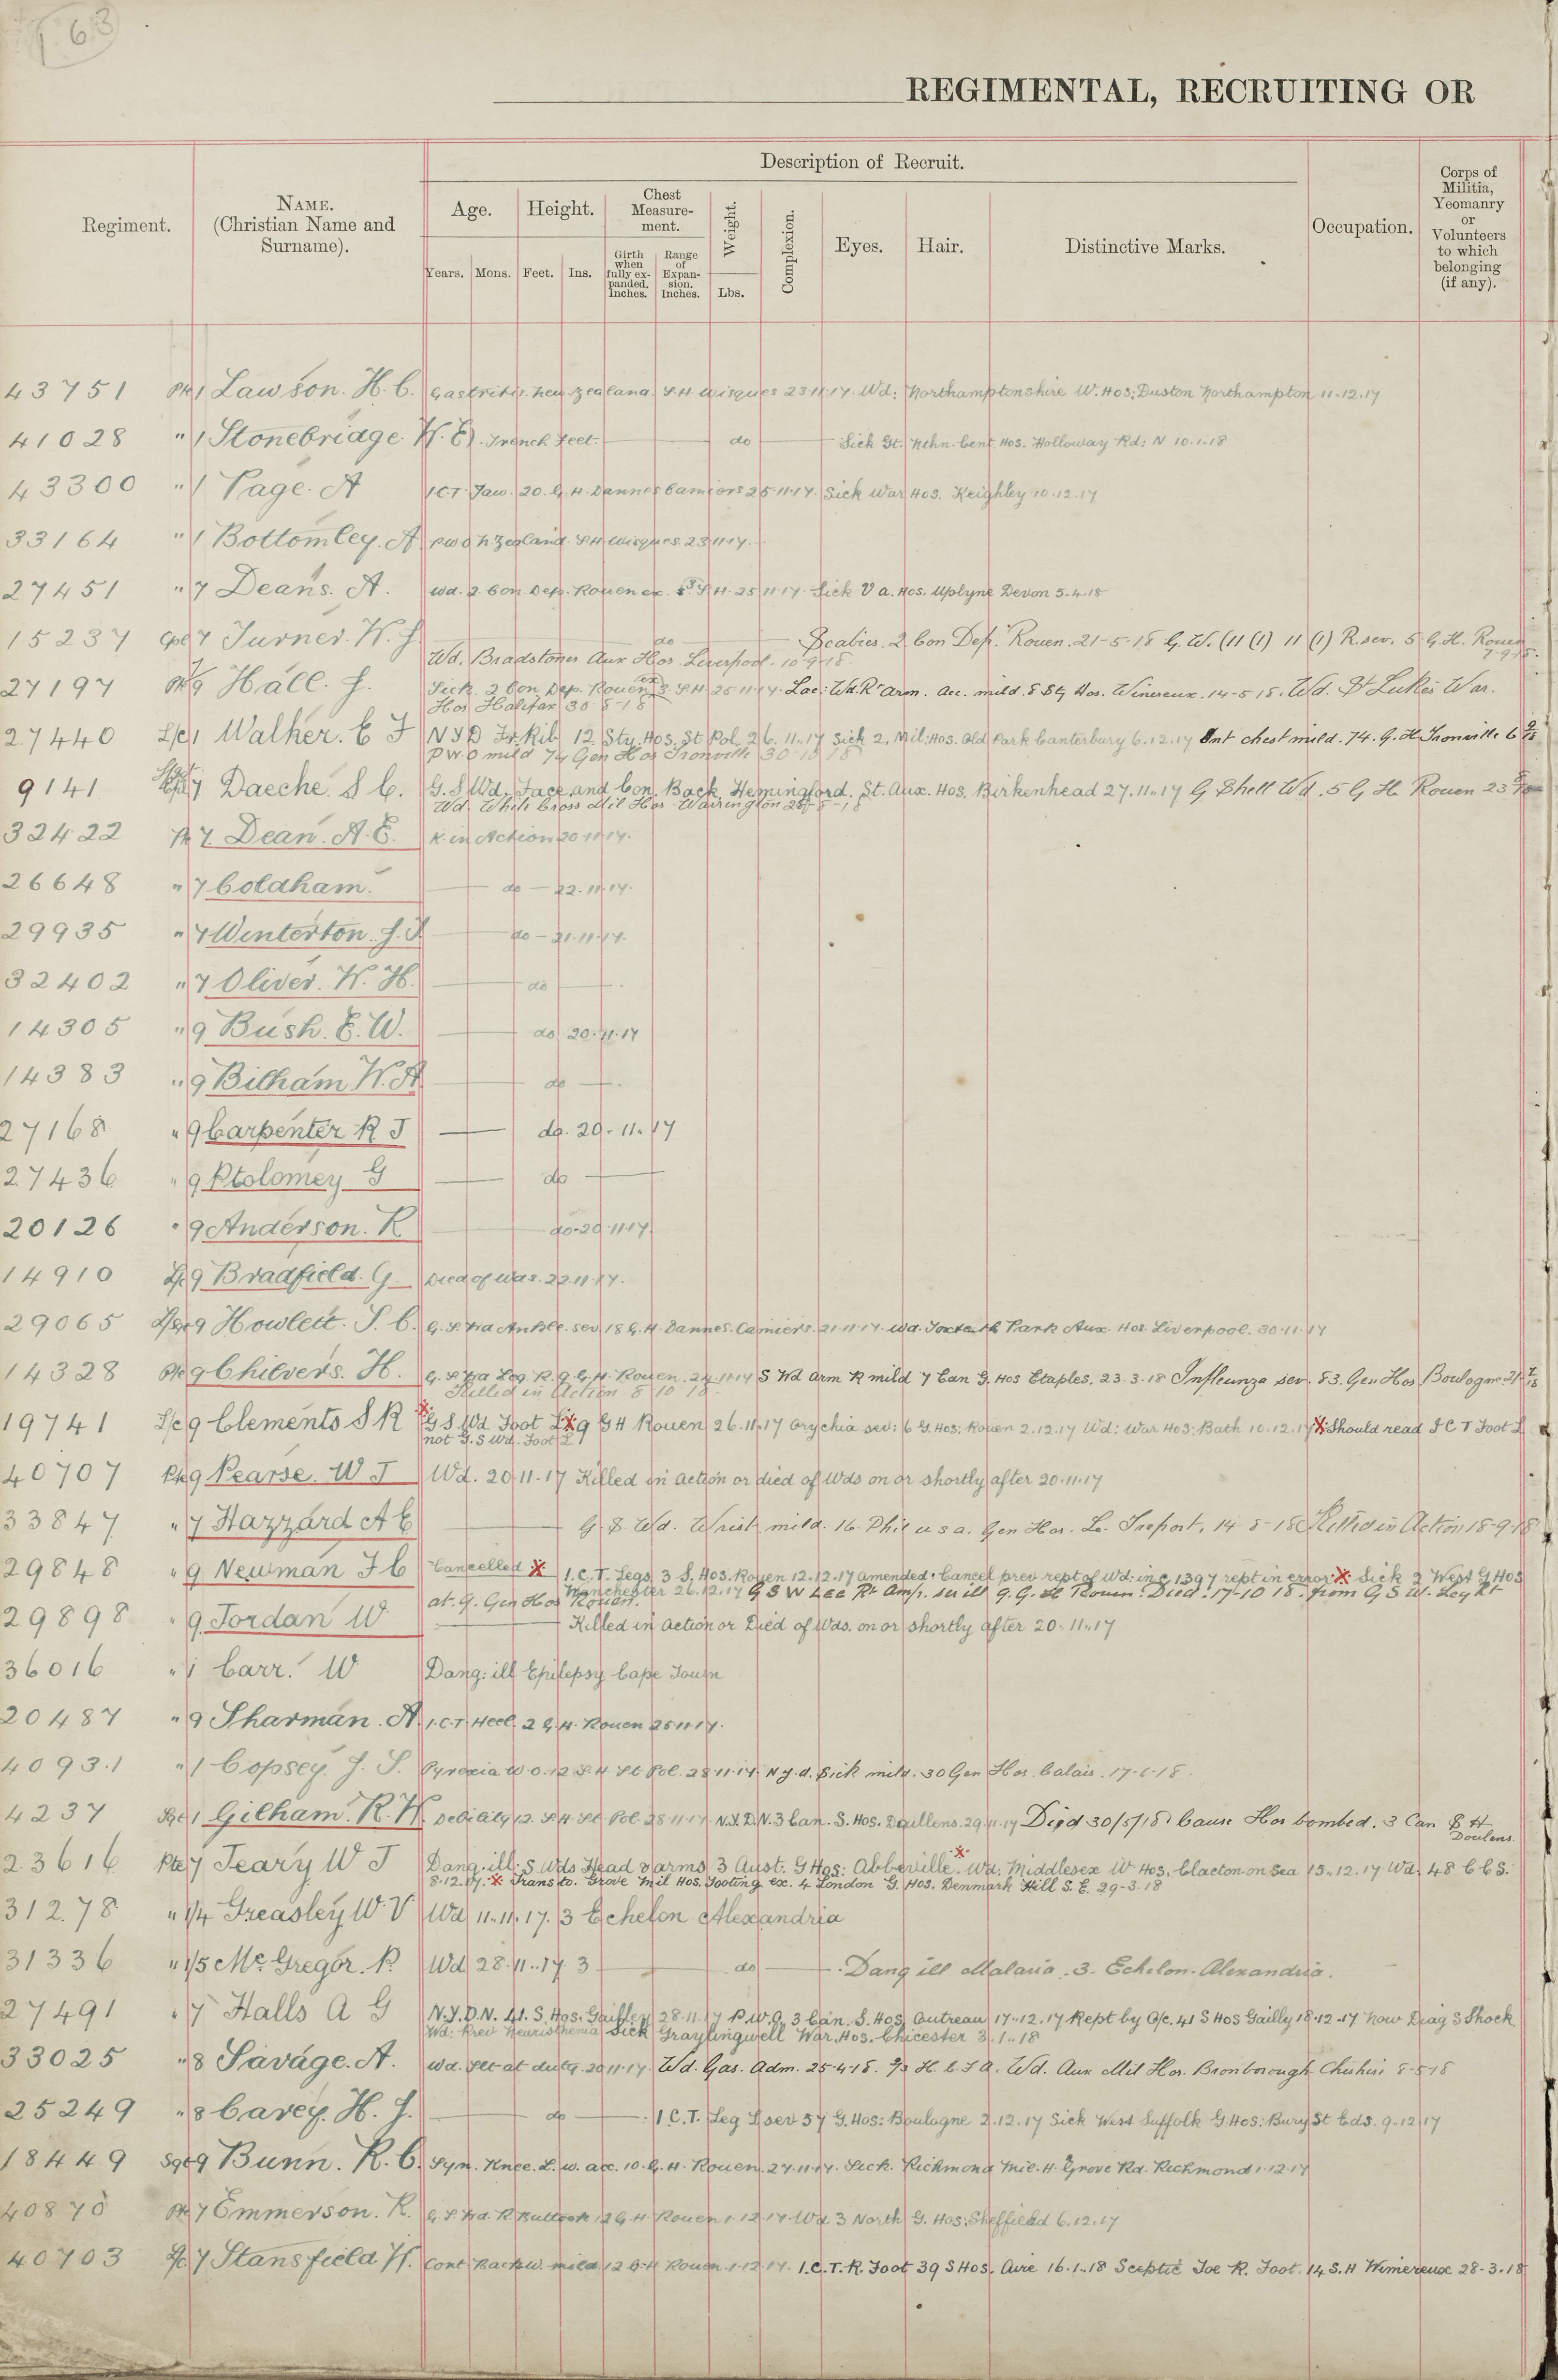 163
REGIMENTAL, RECRUITING OR
Description of Recruit.
Regiment.
NAME.
(Christian Name and
Surname).
Age.
Height.
Chest
Measure-
ment.
Weight.
Complexion.
Eyes.
Hair.
Distinctive Marks.
Occupation.
Corps of
Militia,
Yeomanry
or
Volunteers
to which
belonging
(if any).
Years.
Mons.
Feet.
Ins.
Girth
when
fully ex-
panded.
Inches.
Range
of
Expan-
sion.
Inches.
Lbs.
43751 Pte 1 Lawson. H. C. Gastritis. New Zealand. S.H. Wisques 23.11.17. Wd: Northamptonshire W. Hos; Duston Northampton 11.12.17
41028 " 1 Stonebridge. W. E). Trench Feet. do Sick Gt. Nthn. Cent. Hos. Holloway Rd: N 10.1.18
43300 " 1 Page. A I.C.T. Jaw. 20. G. H. Dannes Camiers 25.11.17. Sick War Hos. Keighley 10.12.17
33164 " 1 Bottomley. A P.U.O N. Zealand. S.H. Wisques. 23.11.17.
27451 " 7 Deans. A. Wd. 2. Con. Dep. Rouen ex. 3 S.H. 25.11.17. Sick V.A. Hos. Uplyne Devon 5.4.18
15237 Cpl 7 Turner. W. J do Scabies. 2 Con Dep. Rouen. 21-5-18 G. W. (11 (1) 11 (1) R. sev. 5 G. H. Rouen
7-9-18.
Wd. Bradstones Aux Hos. Liverpool. 10-9-18.
27197 Pte 7/9 Hall. J. Sick. 2 Con. Dep. Rouen ex 3 S.H 25.11.17. Lac: Wd. R. arm. acc. mild. 8 S G Hos. Wimereux. 14-5-18. Wd. St Lukes War.
Hos Halifax 30-8-18
27440 L/c 1 Walker. E J N Y D Fr. Rib 12 Sty. Hos. St Pol. 26.11.17 Sick 2. Mil: Hos. Old Park Canterbury 6.12.17 Cont chest mild. 74. G. H. Tronville 6 9/18
P U O mild 74 Gen Hos Tronville 30-10-18
9141 Sgt 7 Daeche. S C. G. S Wd. Face and Con. Back Hemingford. St. Aux. Hos. Birkenhead 27.11.17 G Shell Wd. 5 G H Rouen 23
Wd. White Cross Mil Hos Warrington 28-8-18
32422 Pte 7. Dean. A. E. K. in Action 20.11.17.
26648 " 7 Coldham. do 22.11.17.
29935 " 7 Winterton. J. J. do 21.11.17.
32402 " 7 Oliver. W. H. do
14305 " 9 Bush. E. W. do 20.11.17
14383 " 9 Bilham W. A do
27168 " 9 Carpenter R J do. 20.11.17
27436 " 9 Ptolomey G do
20126 " 9 Anderson. R do 20.11.17.
14910 L/c 9 Bradfield. G. Died of Wds. 22.11.17.
29065 L/Sgt 9 Howlett. S. C. G. S. Wd Ankle. sev. 18 G. H. Dannes. Camiers. 21.11.17. Wd. Toxteth Park Aux. Hos. Liverpool. 30.11.17
14328 Pte 9 Chilvers. H. G. S Wd Leg R. 9 G. H. Rouen. 24.11.17 S Wd Arm R mild 7 Can G. Hos Etaples. 23.3.18 Influenza sev. 83. Gen Hos Boulogne. 21 7/18
Killed in Action 8-10-18.
19741 L/c 9 Clements S R G S Wd Foot L X 9 G H Rouen 26.11.17 Orychia sev: 6 G. Hos: Rouen 2.12.17 Wd: War Hos: Bath 10.12.17 X Should read I C T Foot L
not G. S Wd. Foot L
40707 Pte 9 Pearse. W J Wd. 20.11.17 Killed in action or died of Wds on or shortly after 20.11.17
33847 " 7 Hazzard A E G. S. Wd. Wrist mild. 16. Phil U S A. Gen Hos. Le Treport. 14-8-18 Killed in Action 18-9-18
29848 " 9 Newman F C Cancelled X I.C.T. Legs. 3 S. Hos. Rouen 12.12.17 amended: Cancel prev rept of Wd: in c 1397 rept in error X Sick 2 West G Hos
Manchester 26.12.17 G S W Leg Rt Amp. ser ill 9. G. H Rouen. Died. 17-10-18. from G S W. Leg Rt
at. 9. Gen Hos Rouen.
29898 " 9 Jordan W Killed in action or Died of Wds. on or shortly after 20.11.17
36016 " 1 Carr. W Dang: ill Epilepsy Cape Town
20487 " 9 Sharman. A I.C.T. Heel. 2 G. H. Rouen 25.11.17.
40931 " 1 Copsey. J. S. Pyrexia U.O. 12 S.H St Pol. 28.11.17. N.Y.D. Sick mild. 30 Gen Hos Calais. 17-6-18.
4237 Sgt 1 Gilham. R. W. Debility 12. S.H St. Pol. 28.11.17. N.Y.D.N. 3 Can. S. Hos. Doullens. 29.11.17 Died 30/5/18 Cause Hos bombed. 3 Can S H.
Doulens.
23616 Pte 7 Teary W J Dang. ill: S Wds Head & arms. 3 Aust. G Hos: Abbeville. X Wd. Middlesex W. Hos. Clacton on Sea 15.12.17 Wd. 48 C C S.
8.12.17. X Trans to. Grove Mil Hos. Tooting ex. 4 London G. Hos. Denmark Hill S. E. 29-3-18
31278 " 1/4 Greasley W. V Wd 11.11.17. 3 Echelon Alexandria
31336 " 1/5 Mc Gregor. R. Wd 28.11.17. 3 do Dang ill Malaria. 3. Echelon. Alexandria.
27491 " 7 Halls A G N.Y.D.N. 41. S. Hos. Gailley 28.11.17 P.U.O. 3 Can. S. Hos. Outreau 17.12.17 Rept by O/c. 41 S Hos Gailly 18.12.17 Now Diag S Shock
Wd: Prev Neuristhenia Sick Graylingwell War. Hos. Chicester 3.1.18
33025 " 8 Savage. A. Wd. Slt at duty. 20.11.17. Wd. Gas. Adm. 25.4.18. 2/3 H. C. F A. Wd. Aux Mil Hos. Bromborough Cheshire 8-5-18
25249 " 8 Carey. H. J. do I.C.T. Leg L sev 54 G. Hos: Boulogne 2.12.17 Sick West Suffolk G. Hos: Bury St Eds. 9.12.17
18449 Sgt 9 Bunn. R. C. Syn. Knee. L. W. acc. 10. G. H. Rouen. 27.11.17. Sick. Richmond Mil. H. Grove Rd. Richmond 1.12.17
40870 Pte 7 Emmerson. R. G. S. Wd. R Buttock 12 G. H Rouen 1.12.17. Wd 3 North G. Hos: Sheffield 6.12.17
40703 L/c 7 Stansfield H. Cont Back W. mild 12 G. H Rouen. 1.12.17. I.C.T. R. Foot 39 S Hos. Aire 16.1.18 Sceptic Toe R. Foot. 14 S. H Wimereux 28-3-18